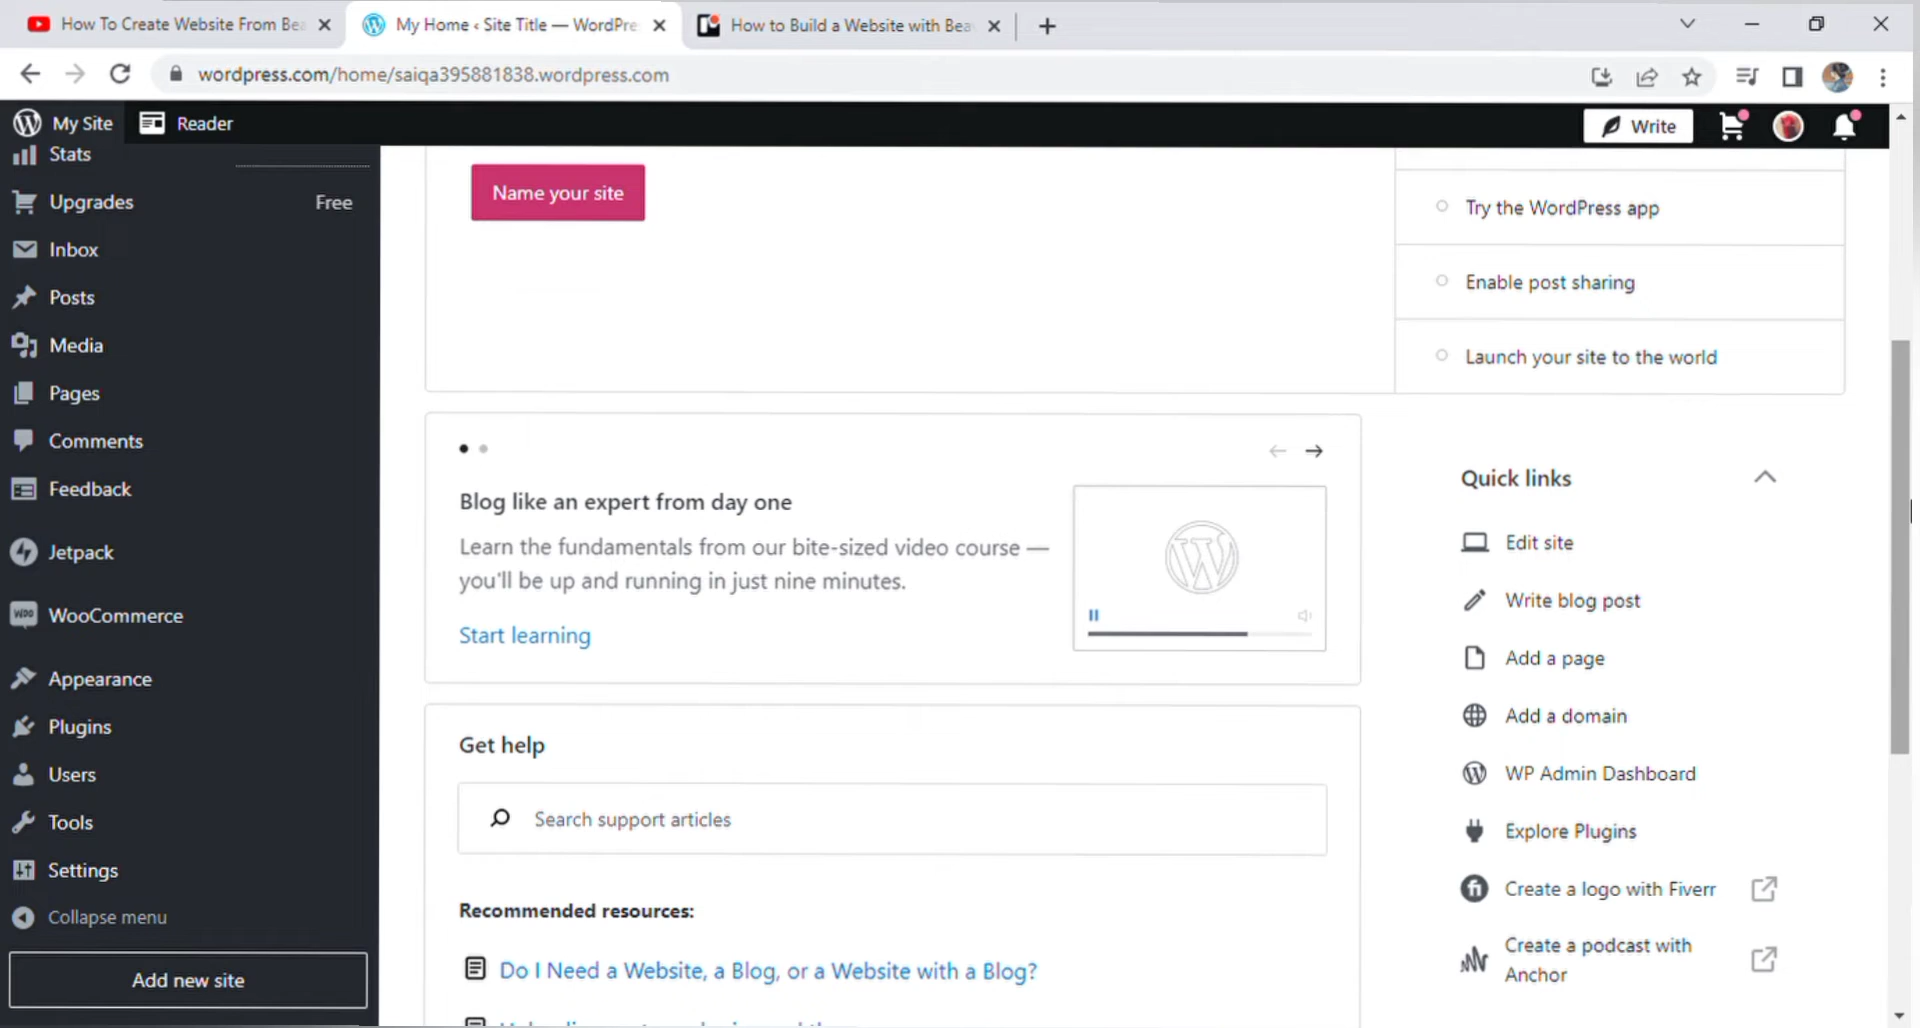 How To Create Website From Bea
My Home ‹ Site Title — WordPre
How to Build a Website with Bea
wordpress.com/home/saiqa395881838.wordpress.com
My Site
Reader
Write
Stats
Upgrades
Free
Inbox
Posts
Media
Pages
Comments
Feedback
Jetpack
WooCommerce
Appearance
Plugins
Users
Tools
Settings
Collapse menu
Add new site
Name your site
Try the WordPress app
Enable post sharing
Launch your site to the world
Blog like an expert from day one
Learn the fundamentals from our bite-sized video course —
you'll be up and running in just nine minutes.
Start learning
Get help
Search support articles
Recommended resources:
Do I Need a Website, a Blog, or a Website with a Blog?
Quick links
Edit site
Write blog post
Add a page
Add a domain
WP Admin Dashboard
Explore Plugins
Create a logo with Fiverr
Create a podcast with
Anchor